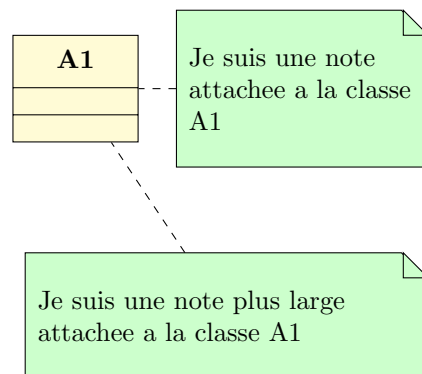 A1
Je suis une note
attachee a la classe
A1
Je suis une note plus large
attachee a la classe A1